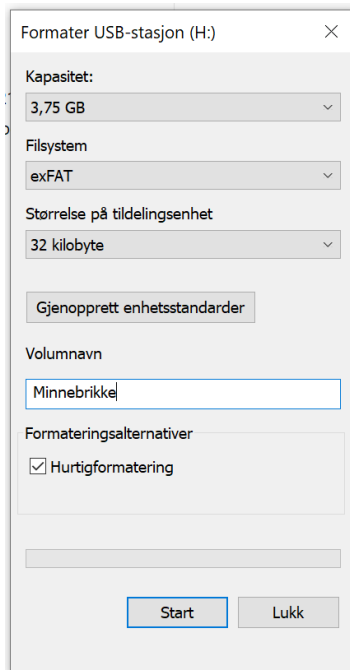 Formater USB-stasjon (H:)
Kapasitet:
3,75 GB
Filsystem
exFAT
Størrelse på tildelingsenhet
32 kilobyte
Gjenopprett enhetsstandarder
Volumnavn
Minnebrikke
Formateringsalternativer
Hurtigformatering
Start Lukk